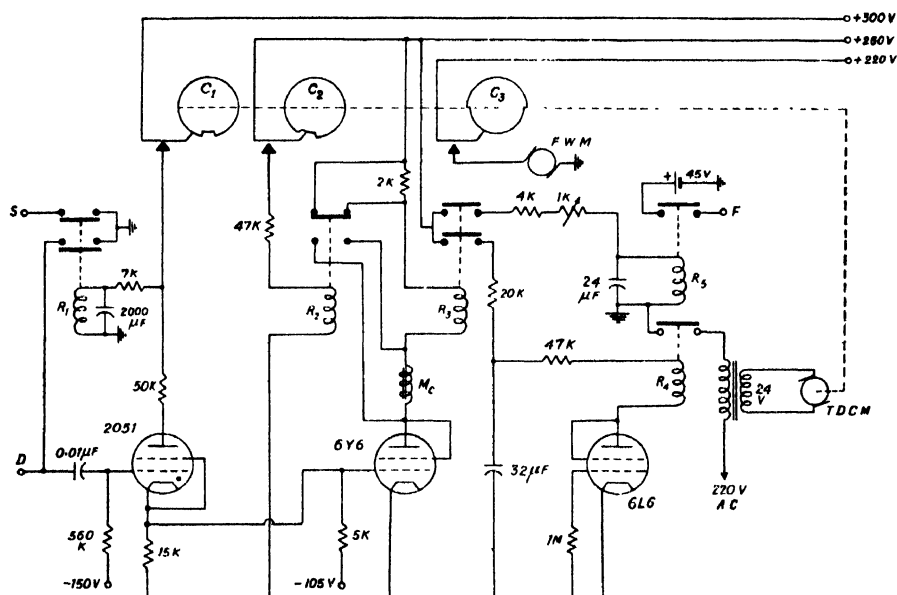 +300V
+260V
+220V
C1
C2
C3
FWM
+ 45V
S
F
2K
4K
1K
47K
7K
R1
2000 μF
R2
R3
20K
24 μF
R5
47K
R4
24 V
TDCM
50K
Mc
2051
6Y6
6L6
D
0.01μF
32μF
220V AC
560 K
15K
5K
1M
-150V
-105V